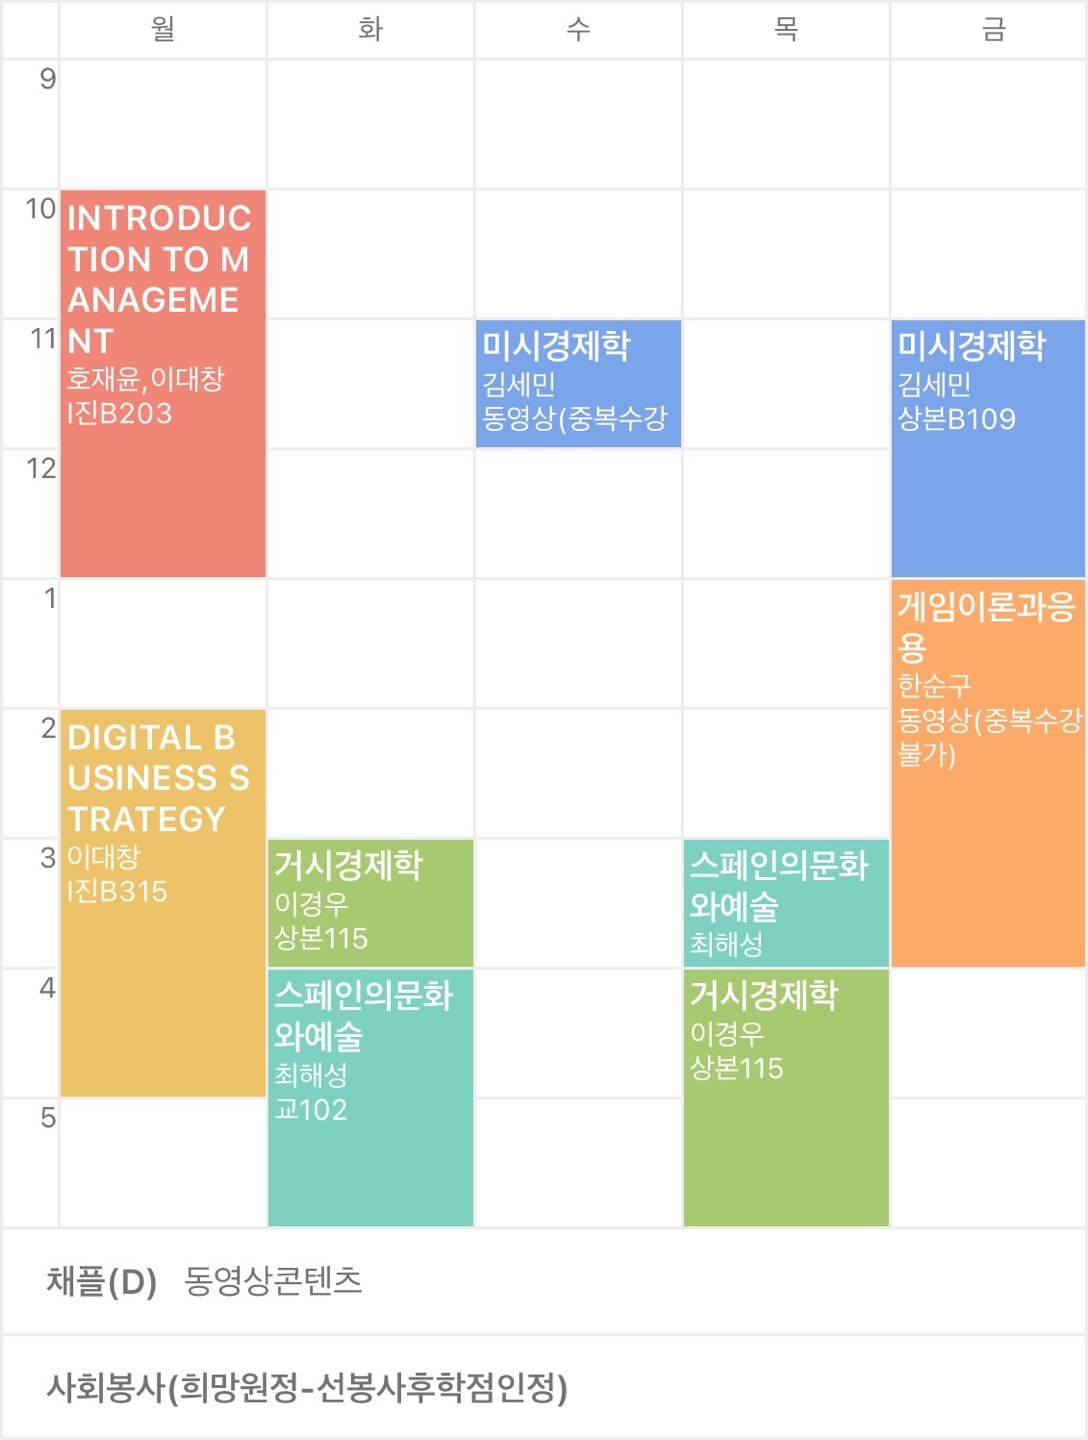 월 화 수 목 금
9
10
INTRODUC
TION TO M
ANAGEME
NT
호재윤,이대창
I진B203
11
미시경제학
김세민
동영상(중복수강
미시경제학
김세민
상본B109
12
1
게임이론과응
용
한순구
동영상(중복수강
불가)
2
DIGITAL B
USINESS S
TRATEGY
이대창
I진B315
3
거시경제학
이경우
상본115
스페인의문화
와예술
최해성
4
스페인의문화
와예술
최해성
교102
거시경제학
이경우
상본115
5
채플(D) 동영상콘텐츠
사회봉사(희망원정-선봉사후학점인정)